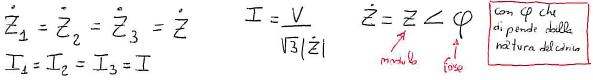 Ż1 = Ż2 = Ż3 = Ż
I1 = I2 = I3 = I
I = V / √3|Ż|
Ż = Z < φ
modulo
fase
con φ che
dipende dalla
natura del carico